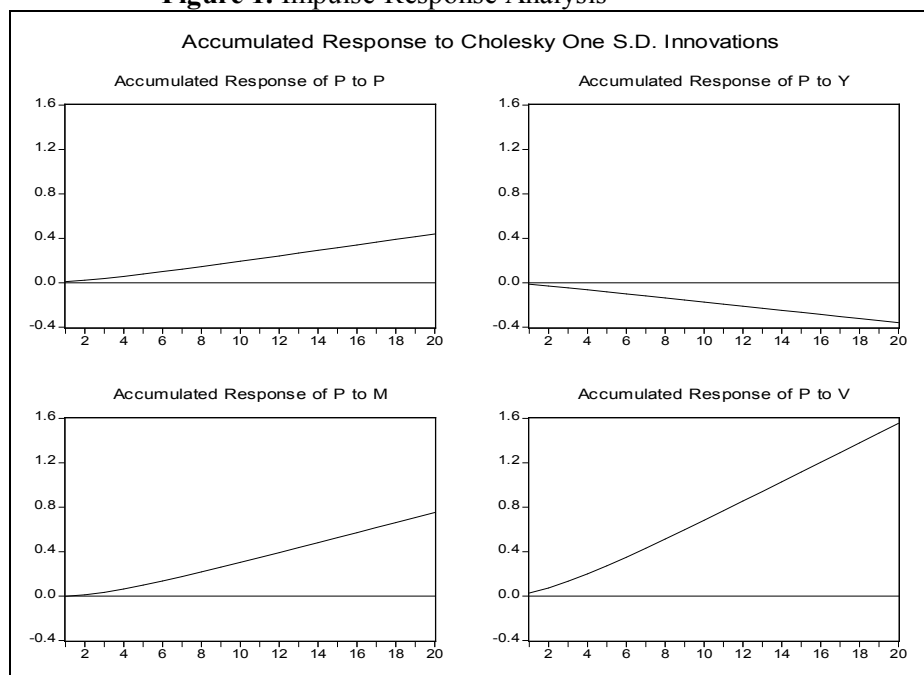 Figure 1. Impulse Response Analysis
Accumulated Response to Cholesky One S.D. Innovations
Accumulated Response of P to P
1.6
1.2
0.8
0.4
0.0
-0.4
2 4 6 8 10 12 14 16 18 20
Accumulated Response of P to Y
1.6
1.2
0.8
0.4
0.0
-0.4
2 4 6 8 10 12 14 16 18 20
Accumulated Response of P to M
1.6
1.2
0.8
0.4
0.0
-0.4
2 4 6 8 10 12 14 16 18 20
Accumulated Response of P to V
1.6
1.2
0.8
0.4
0.0
-0.4
2 4 6 8 10 12 14 16 18 20